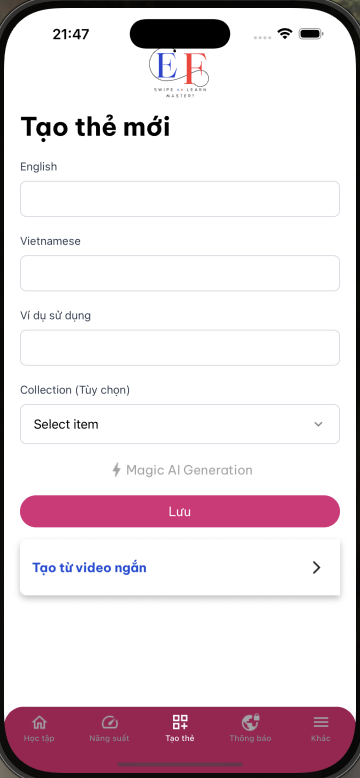 21:47
E F
SWIPE LEARN
MASTERY
Tạo thẻ mới
English
Vietnamese
Ví dụ sử dụng
Collection (Tùy chọn)
Select item
Magic AI Generation
Lưu
Tạo từ video ngắn
Học tập Năng suất Tạo thẻ Thông báo Khác